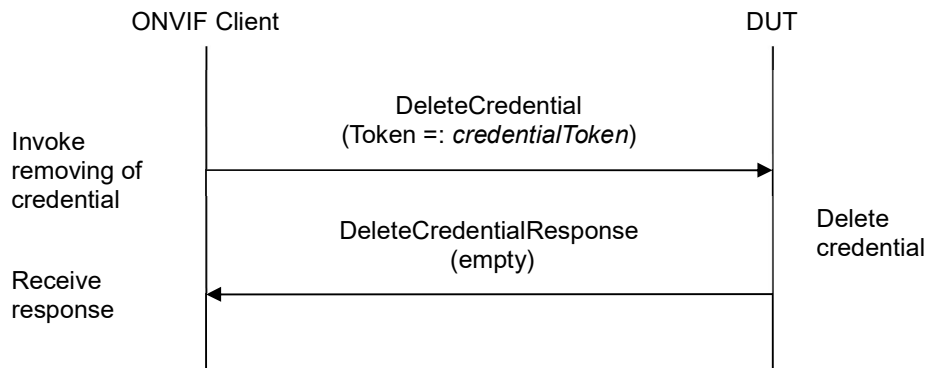 ONVIF Client
DUT
DeleteCredential
(Token =: credentialToken)
Invoke
removing of
credential
DeleteCredentialResponse
(empty)
Delete
credential
Receive
response